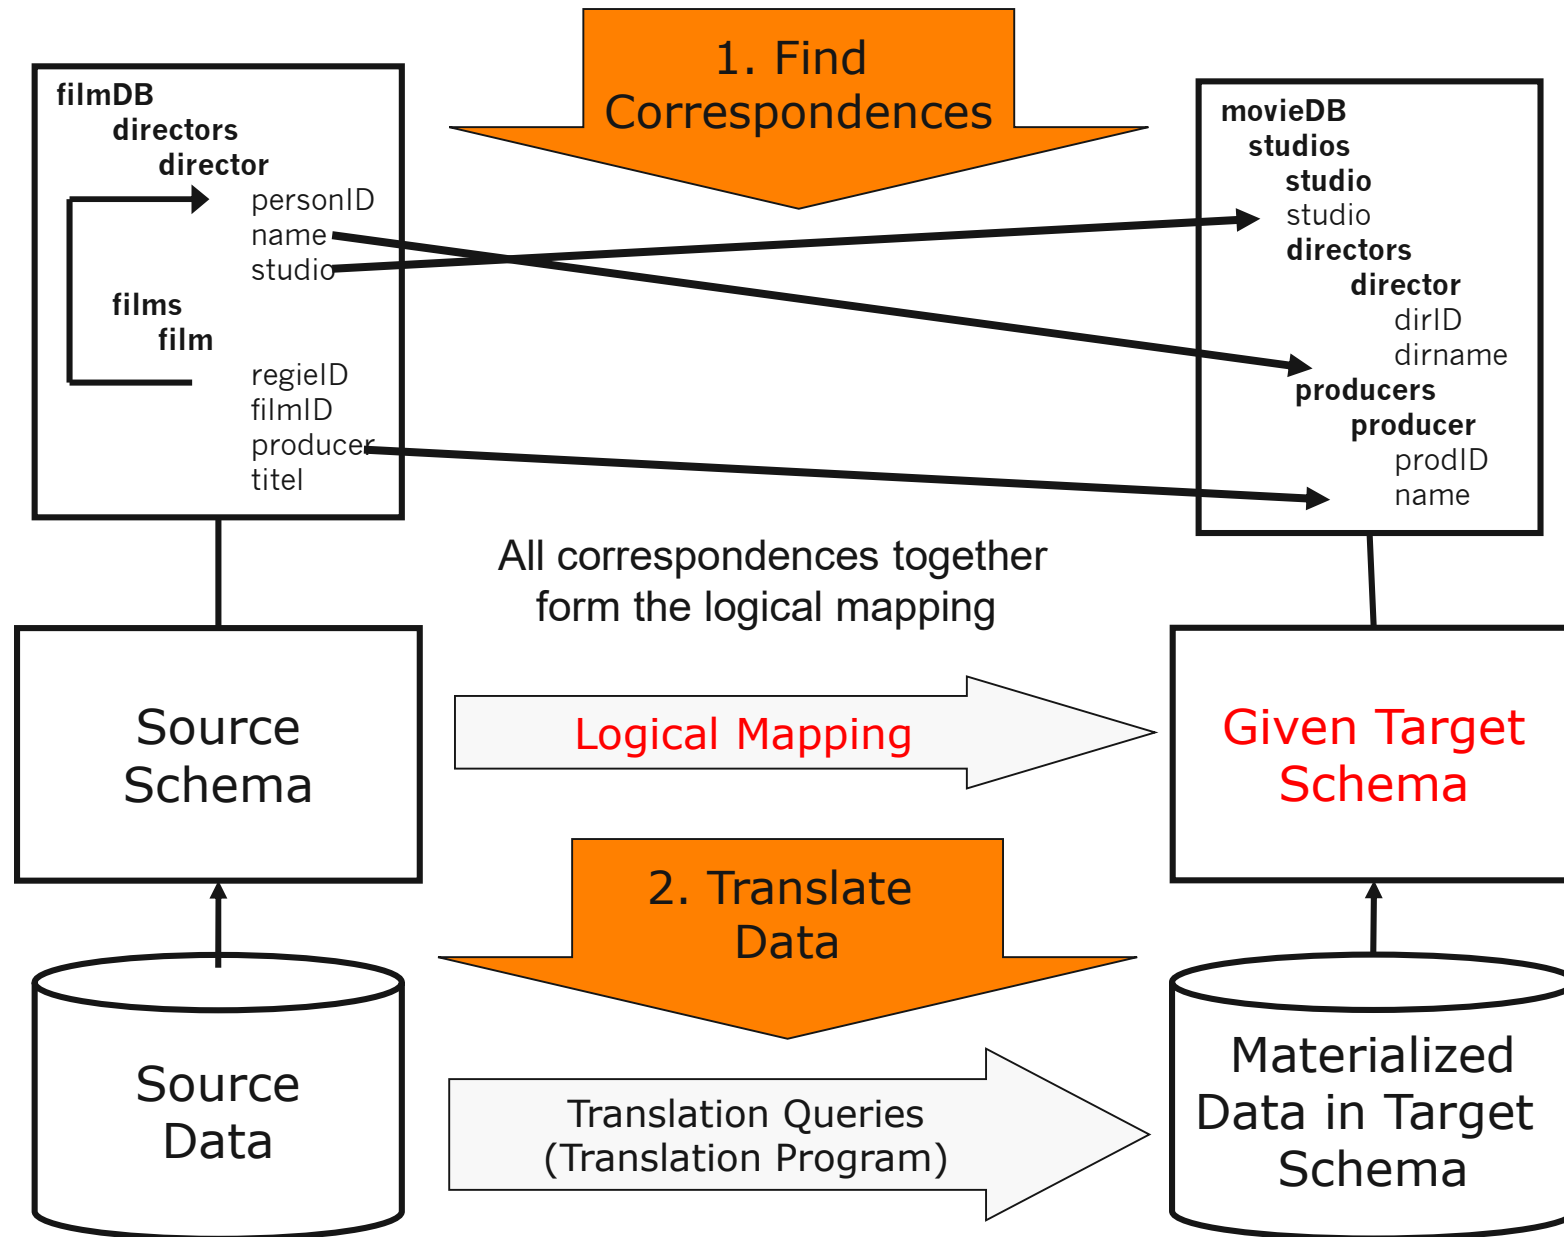 1. Find
Correspondences
filmDB
directors
director
personID
name
studio
films
film
regieID
filmID
producer
titel
movieDB
studios
studio
studio
directors
director
dirID
dirname
producers
producer
prodID
name
All correspondences together
form the logical mapping
Source
Schema
Logical Mapping
Given Target
Schema
2. Translate
Data
Source
Data
Translation Queries
(Translation Program)
Materialized
Data in Target
Schema